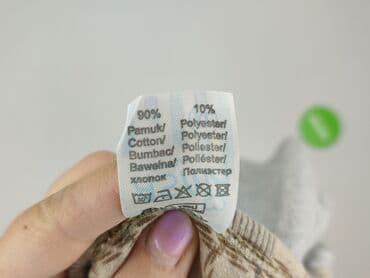 90%
Pamuk/
Cotton/
Bumbac/
Bawełna/
хлопок
10%
Polyester/
Polyester/
Poliester/
Poliéster/
Полиэстер